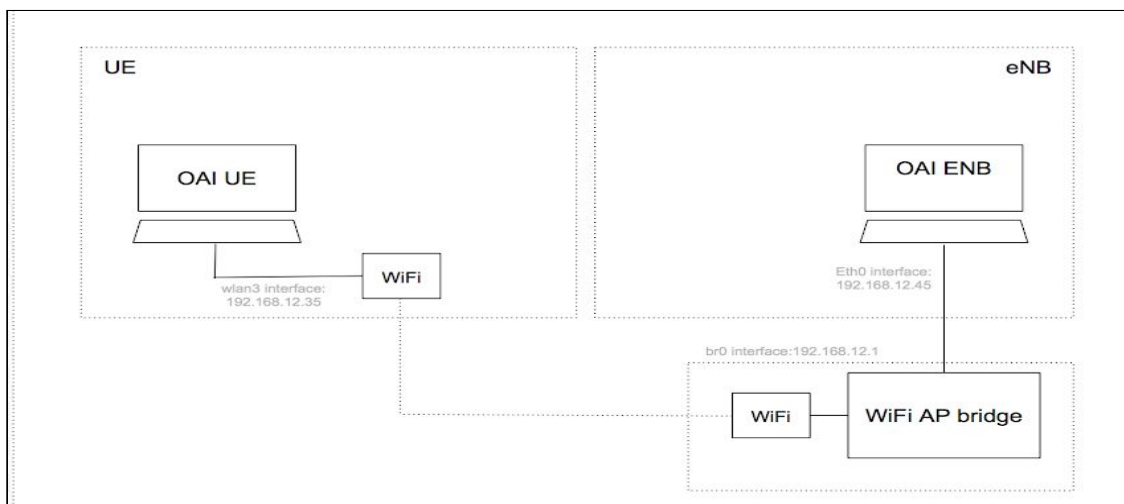 UE
eNB
OAI UE
OAI ENB
WiFi
wlan3 interface:
192.168.12.35
Eth0 interface:
192.168.12.45
br0 interface:192.168.12.1
WiFi
WiFi AP bridge